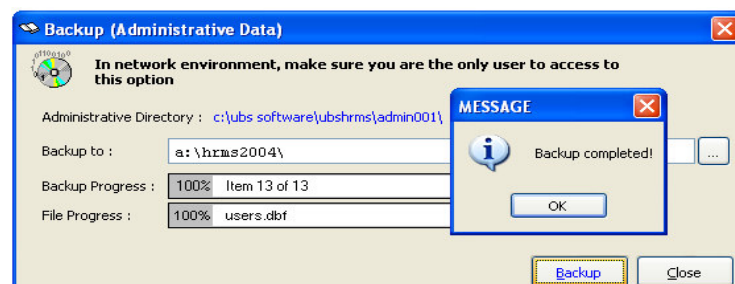 Backup (Administrative Data)
In network environment, make sure you are the only user to access to
this option
Administrative Directory : c:\ubs software\ubshrms\admin001\
MESSAGE
Backup completed!
OK
Backup to : a:\hrms2004\ ...
Backup Progress : 100% Item 13 of 13
File Progress : 100% users.dbf
Backup Close